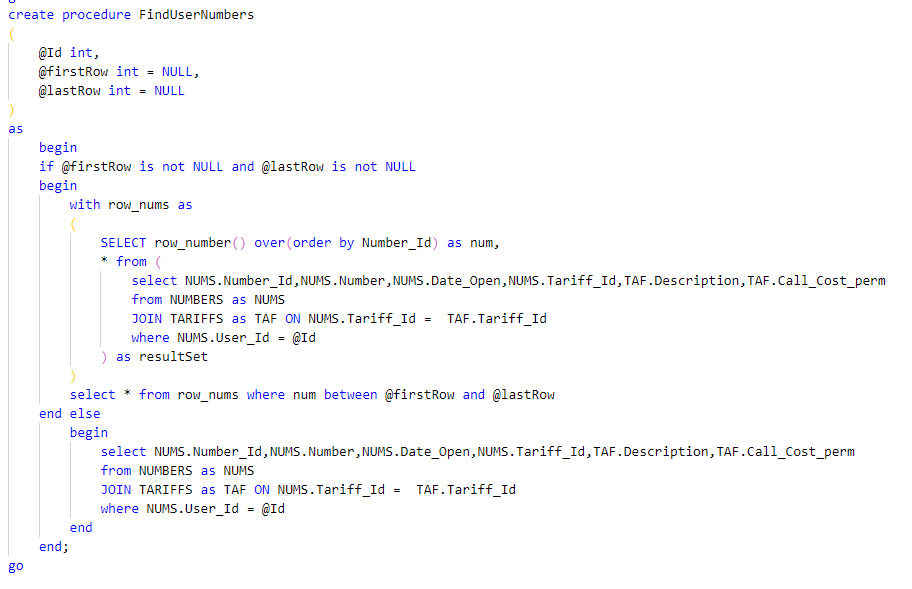 create procedure FindUserNumbers
(
    @Id int,
    @firstRow int = NULL,
    @lastRow int = NULL
)
as
    begin
    if @firstRow is not NULL and @lastRow is not NULL
    begin
        with row_nums as
        (
            SELECT row_number() over(order by Number_Id) as num,
            * from (
                select NUMS.Number_Id,NUMS.Number,NUMS.Date_Open,NUMS.Tariff_Id,TAF.Description,TAF.Call_Cost_perm
                from NUMBERS as NUMS
                JOIN TARIFFS as TAF ON NUMS.Tariff_Id =  TAF.Tariff_Id
                where NUMS.User_Id = @Id
            ) as resultSet
        )
        select * from row_nums where num between @firstRow and @lastRow
    end else
        begin
            select NUMS.Number_Id,NUMS.Number,NUMS.Date_Open,NUMS.Tariff_Id,TAF.Description,TAF.Call_Cost_perm
            from NUMBERS as NUMS
            JOIN TARIFFS as TAF ON NUMS.Tariff_Id =  TAF.Tariff_Id
            where NUMS.User_Id = @Id
        end
    end;
go